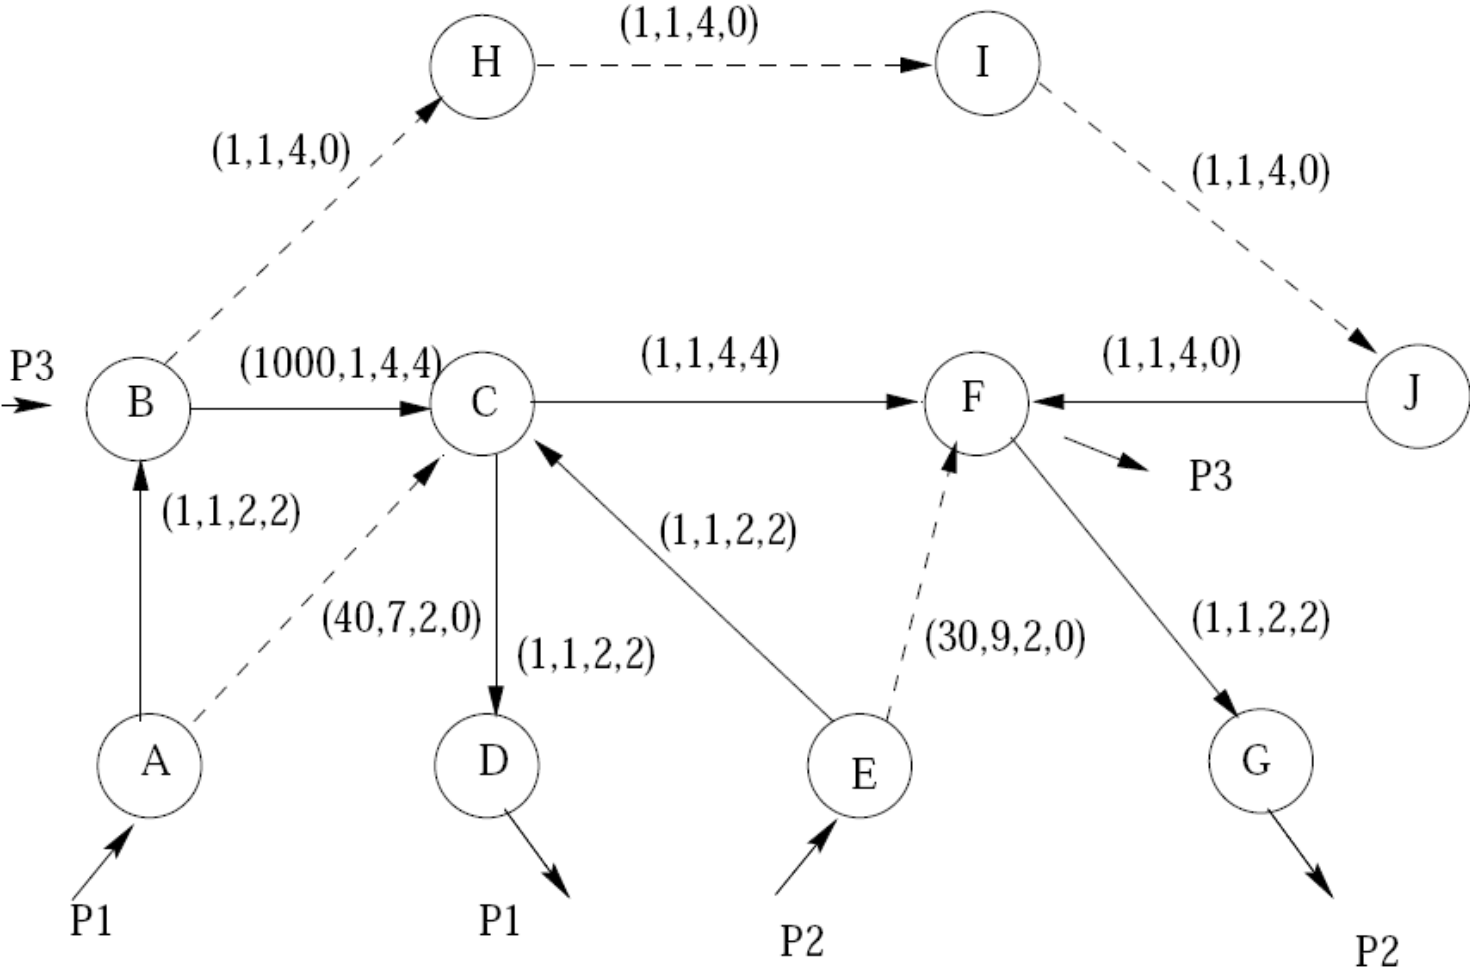 (1,1,4,0)
H
I
(1,1,4,0)
(1,1,4,0)
P3
(1000,1,4,4)
(1,1,4,4)
(1,1,4,0)
B
C
F
J
P3
(1,1,2,2)
(1,1,2,2)
(40,7,2,0)
(1,1,2,2)
(30,9,2,0)
(1,1,2,2)
A
D
E
G
P1
P1
P2
P2